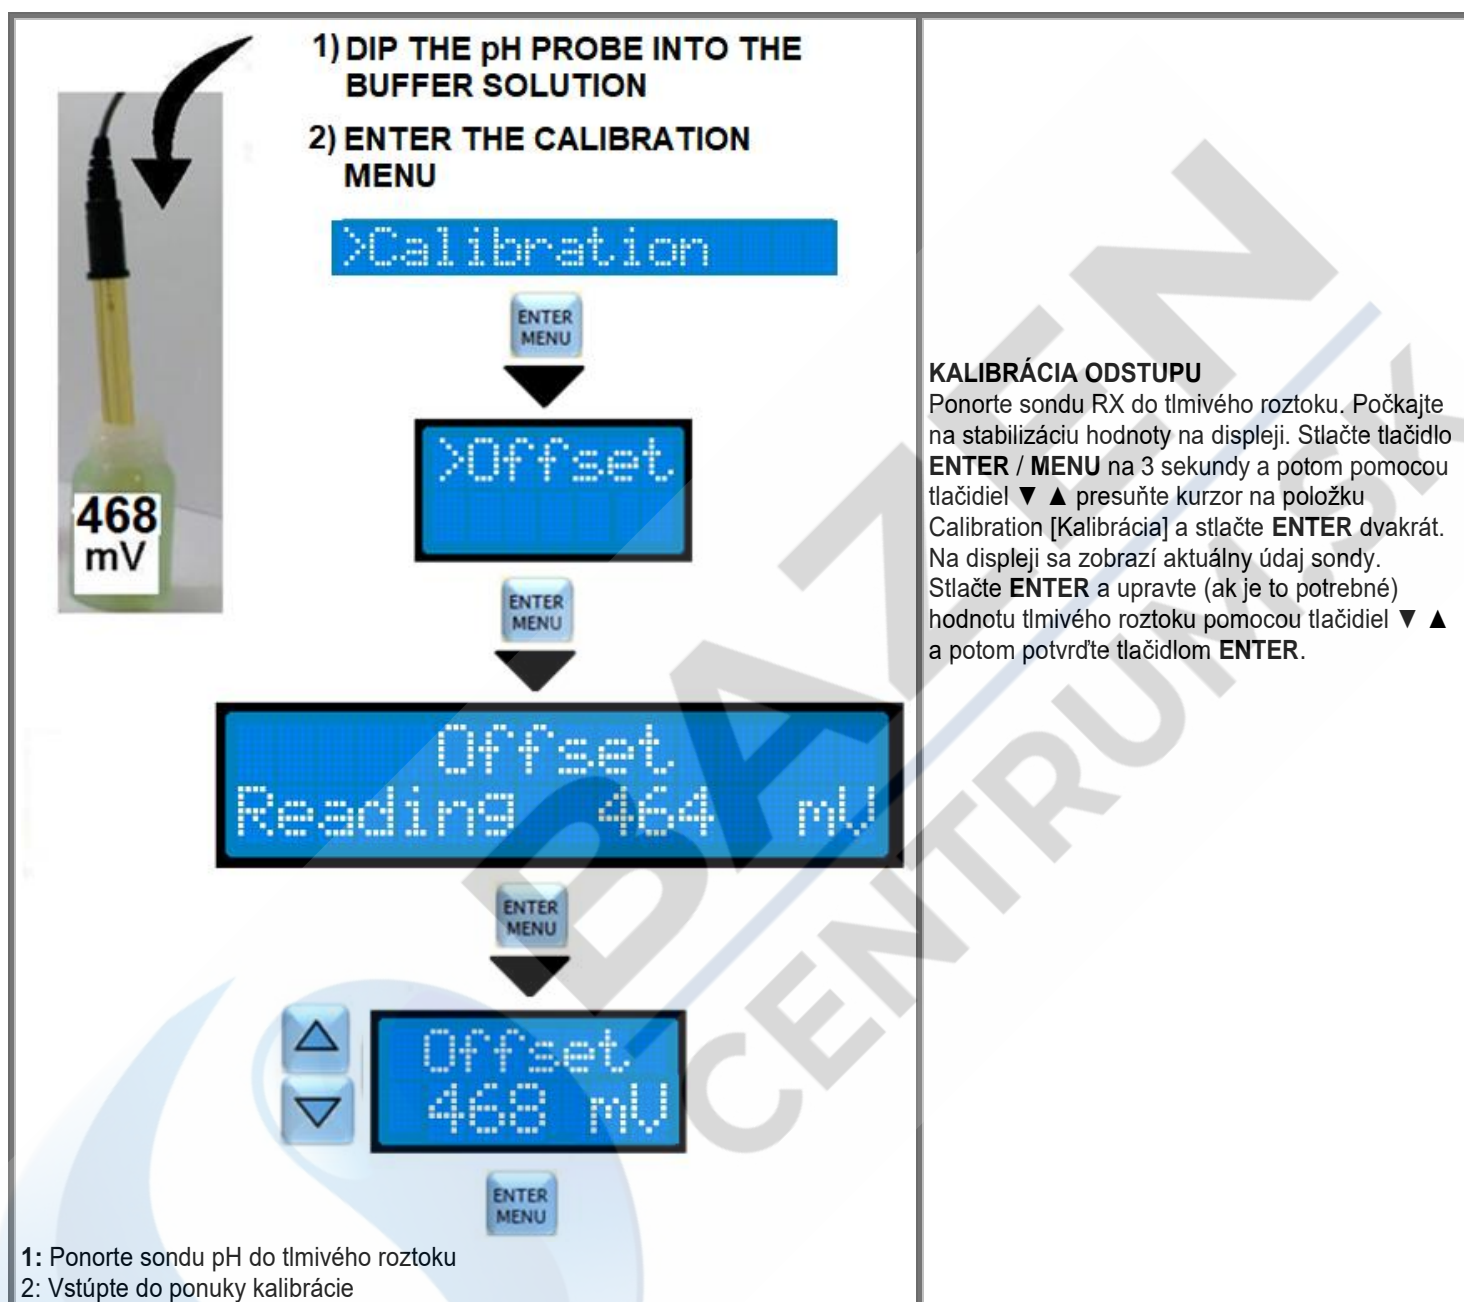 1) DIP THE pH PROBE INTO THE
BUFFER SOLUTION
2) ENTER THE CALIBRATION
MENU
>Calibration
ENTER
MENU
>Offset
468
mV
ENTER
MENU
Offset
Reading 464 mV
ENTER
MENU
Offset
468 mV
ENTER
MENU
1: Ponorte sondu pH do tlmivého roztoku
2: Vstúpte do ponuky kalibrácie
KALIBRÁCIA ODSTUPU
Ponorte sondu RX do tlmivého roztoku. Počkajte
na stabilizáciu hodnoty na displeji. Stlačte tlačidlo
ENTER / MENU na 3 sekundy a potom pomocou
tlačidiel ▼ ▲ presuňte kurzor na položku
Calibration [Kalibrácia] a stlačte ENTER dvakrát.
Na displeji sa zobrazí aktuálny údaj sondy.
Stlačte ENTER a upravte (ak je to potrebné)
hodnotu tlmivého roztoku pomocou tlačidiel ▼ ▲
a potom potvrďte tlačidlom ENTER.
BAZEN
CENTRUM.SK